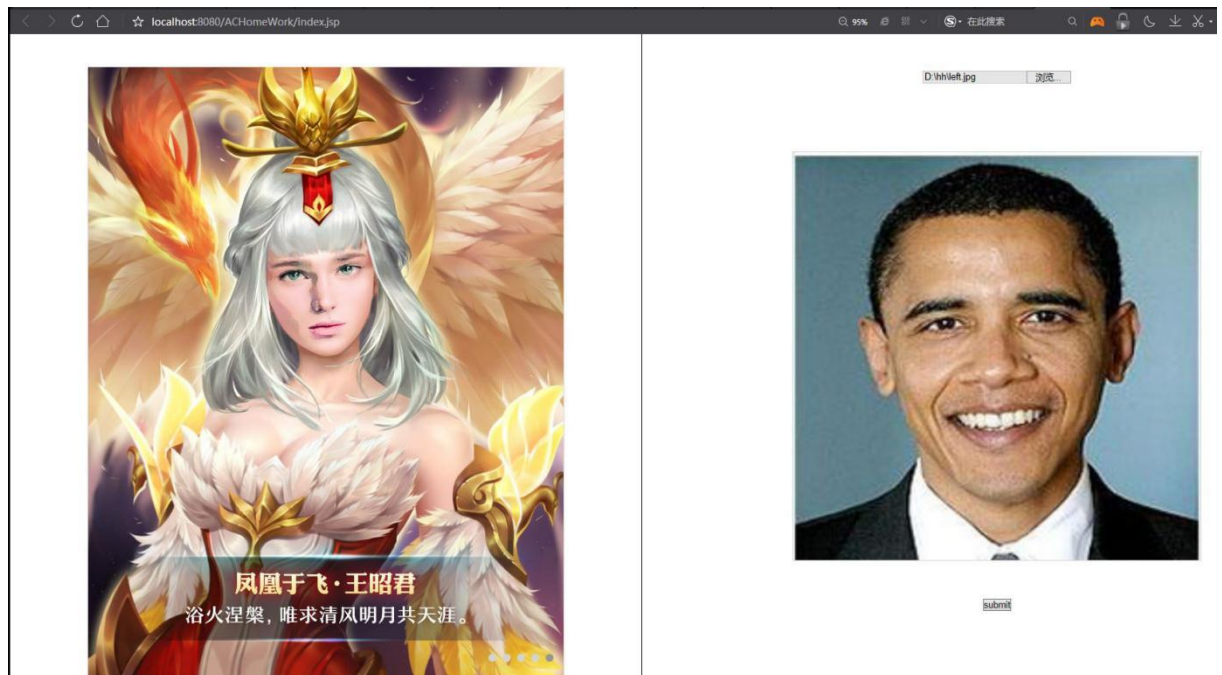 localhost:8080/ACHomeWork/index.jsp
95%
在此搜索
D:\hh\left.jpg
浏览...
凤凰于飞·王昭君
浴火涅槃，唯求清风明月共天涯。
submit